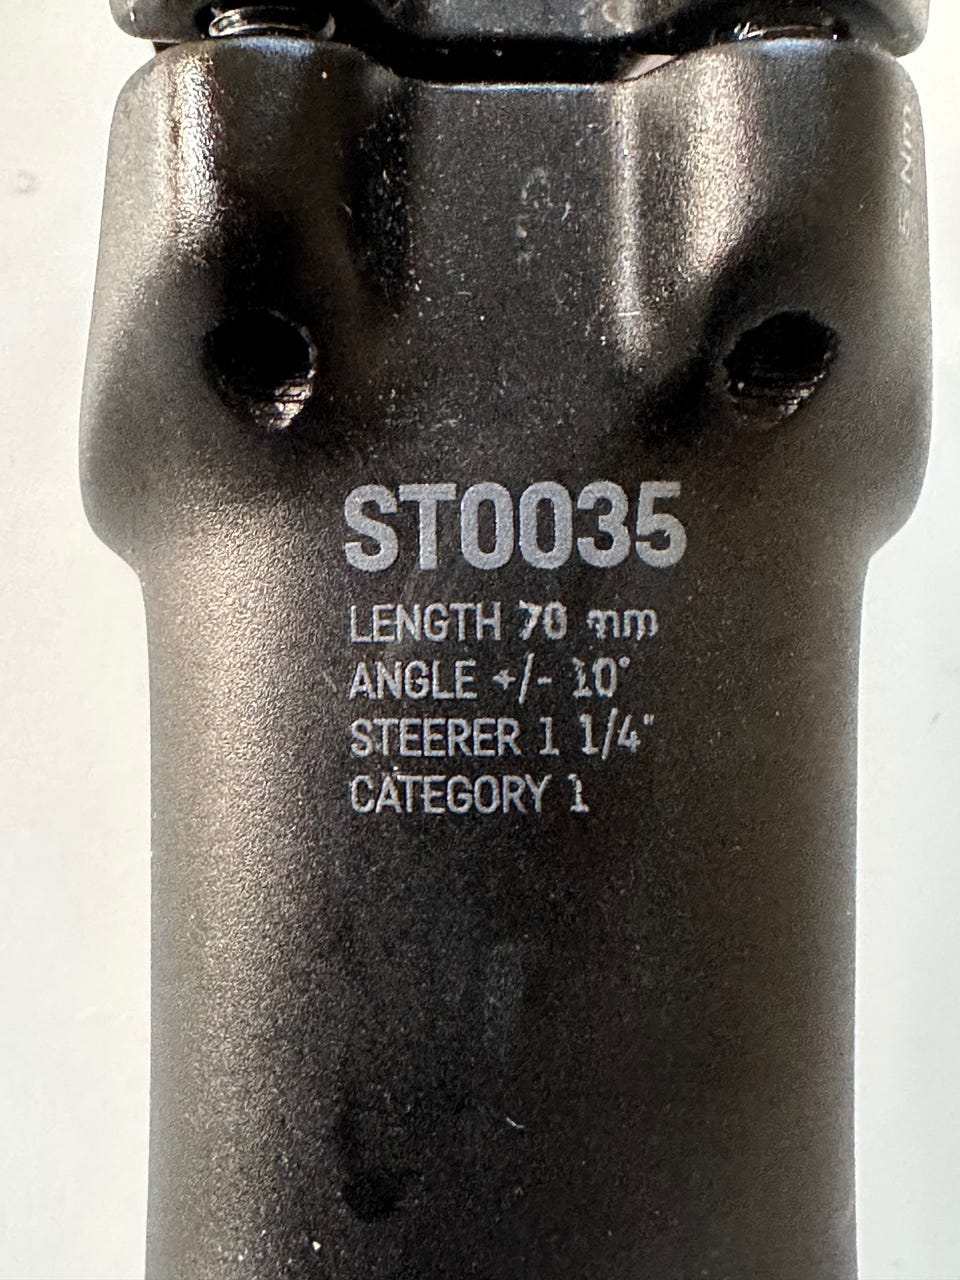 ST0035
LENGTH 70 mm
ANGLE +/- 10°
STEERER 1 1/4"
CATEGORY 1